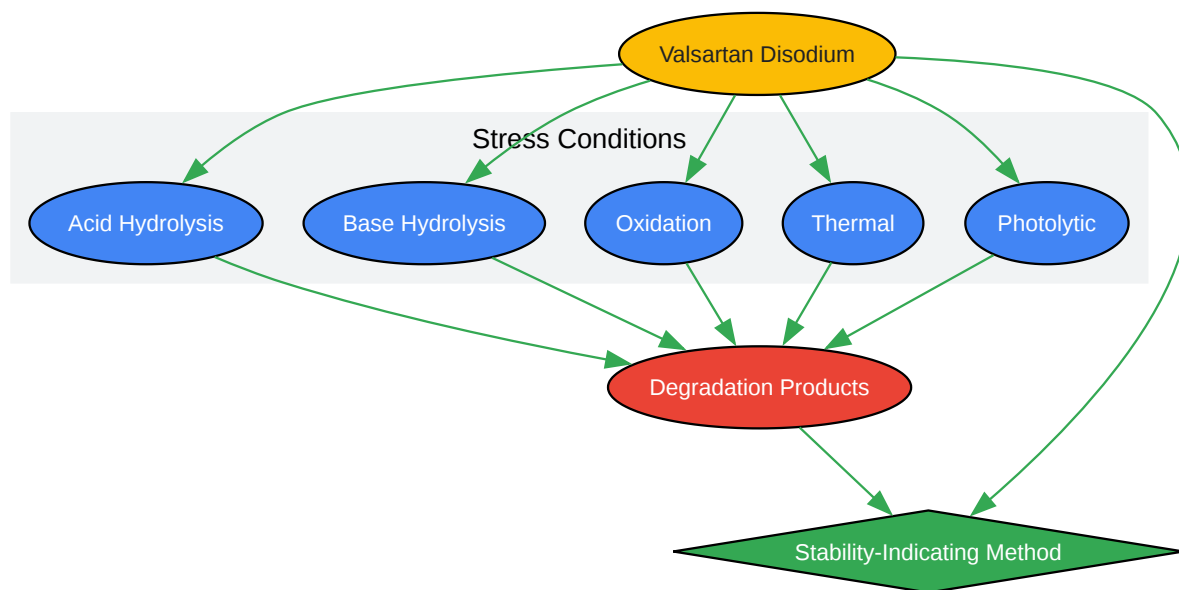 Valsartan Disodium
Stress Conditions
Acid Hydrolysis
Base Hydrolysis
Oxidation
Thermal
Photolytic
Degradation Products
Stability-Indicating Method